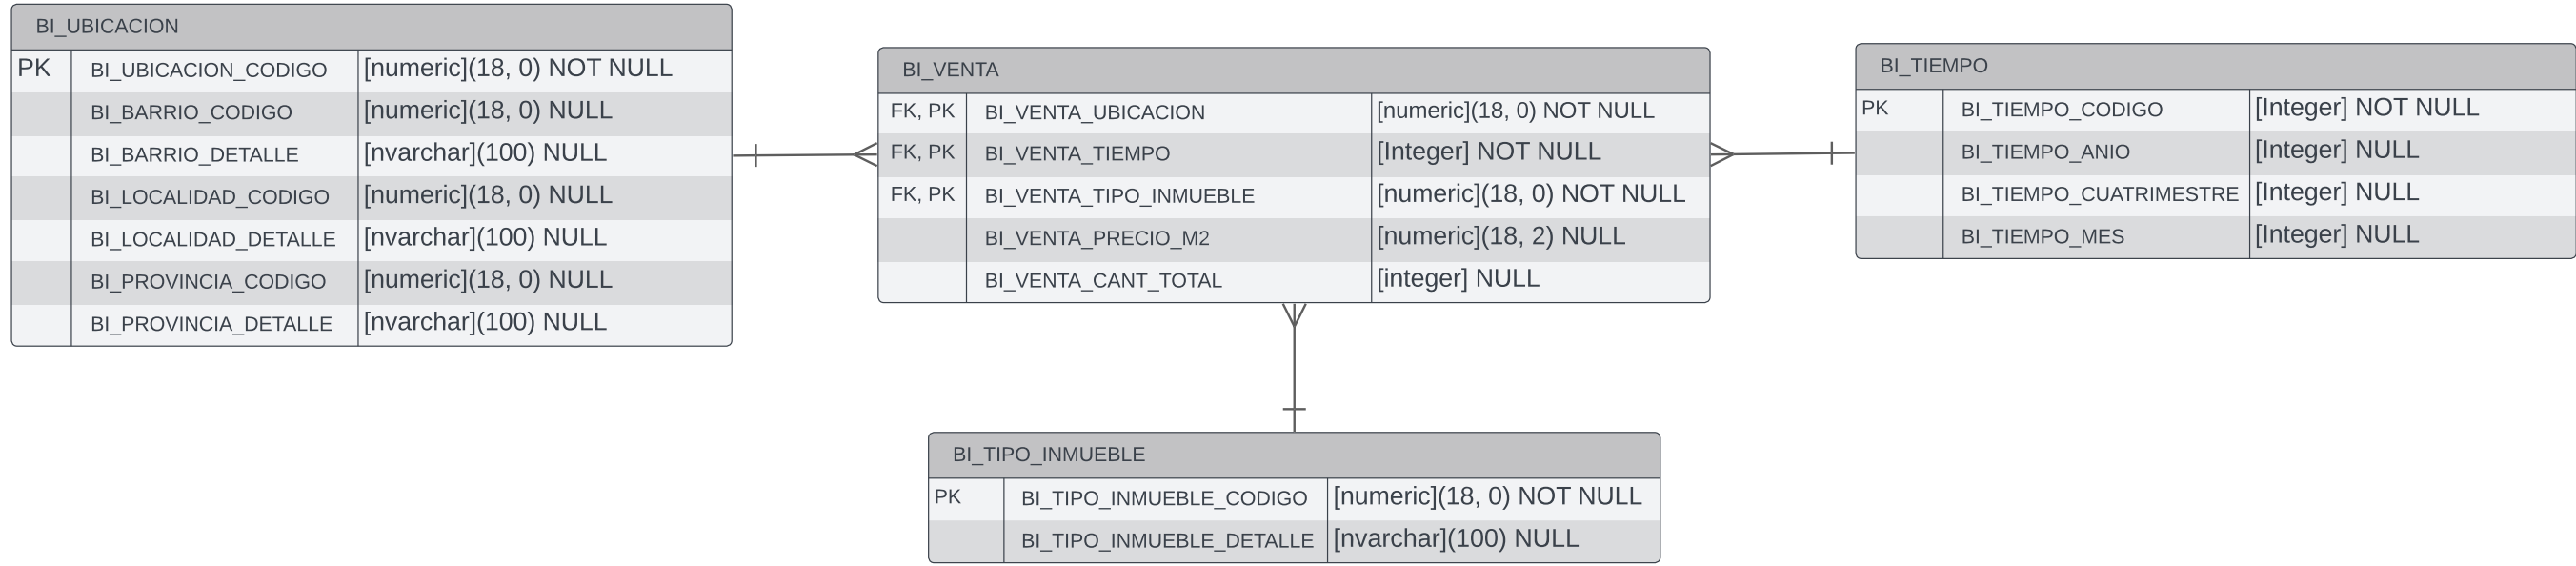 BI_UBICACION
PK BI_UBICACION_CODIGO [numeric](18, 0) NOT NULL
BI_BARRIO_CODIGO [numeric](18, 0) NULL
BI_BARRIO_DETALLE [nvarchar](100) NULL
BI_LOCALIDAD_CODIGO [numeric](18, 0) NULL
BI_LOCALIDAD_DETALLE [nvarchar](100) NULL
BI_PROVINCIA_CODIGO [numeric](18, 0) NULL
BI_PROVINCIA_DETALLE [nvarchar](100) NULL
BI_VENTA
FK, PK BI_VENTA_UBICACION [numeric](18, 0) NOT NULL
FK, PK BI_VENTA_TIEMPO [Integer] NOT NULL
FK, PK BI_VENTA_TIPO_INMUEBLE [numeric](18, 0) NOT NULL
BI_VENTA_PRECIO_M2 [numeric](18, 2) NULL
BI_VENTA_CANT_TOTAL [integer] NULL
BI_TIEMPO
PK BI_TIEMPO_CODIGO [Integer] NOT NULL
BI_TIEMPO_ANIO [Integer] NULL
BI_TIEMPO_CUATRIMESTRE [Integer] NULL
BI_TIEMPO_MES [Integer] NULL
BI_TIPO_INMUEBLE
PK BI_TIPO_INMUEBLE_CODIGO [numeric](18, 0) NOT NULL
BI_TIPO_INMUEBLE_DETALLE [nvarchar](100) NULL